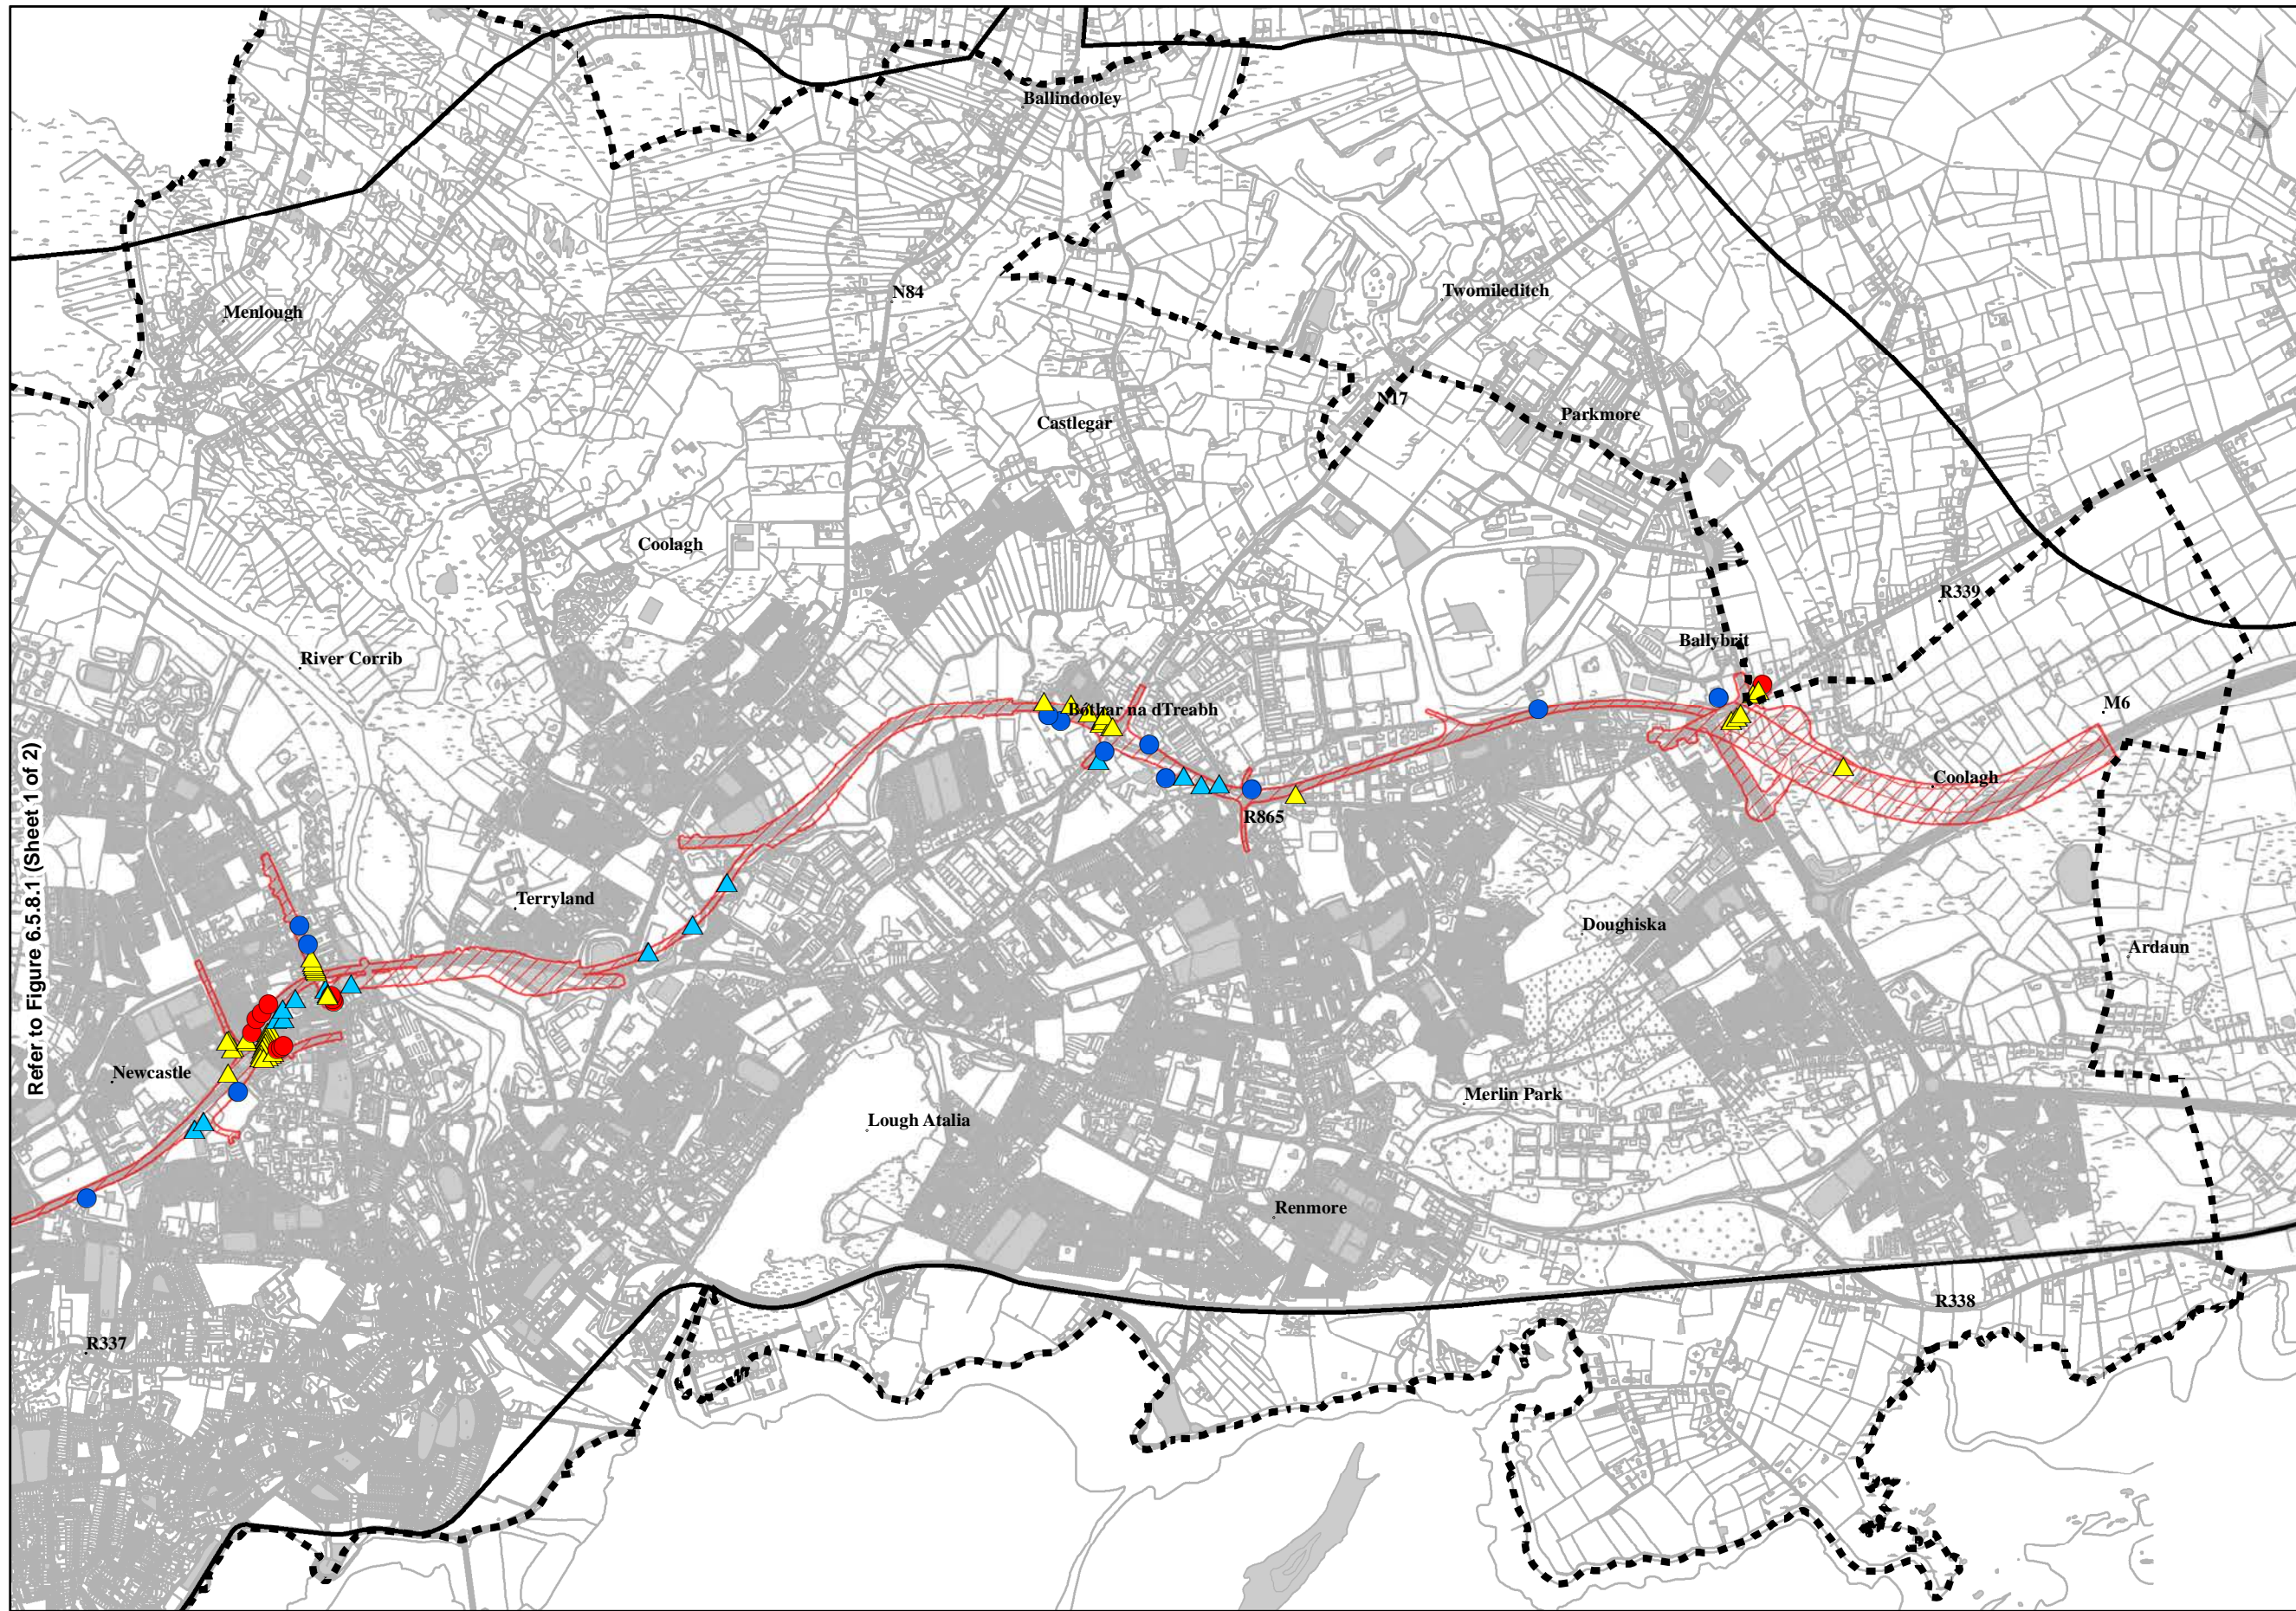 Ballindooley
N84
Twomileditch
Menlough
N17
Parkmore
Castlegar
Coolagh
R339
Ballybrit
River Corrib
M6
Bothar na dTreabh
Coolagh
R865
Refer to Figure 6.5.8.1 (Sheet 1 of 2)
Terryland
Doughiska
Ardaun
Newcastle
Merlin Park
Lough Atalia
Renmore
R338
R337